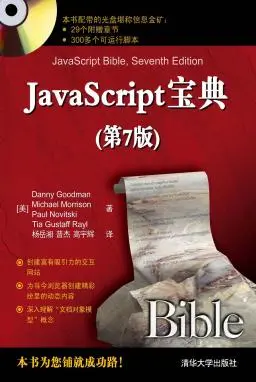 本书配带的光盘堪称信息金矿：
• 29个附赠章节
• 300多个可运行脚本
JavaScript Bible, Seventh Edition
JavaScript宝典
(第7版)
Danny Goodman
[美] Michael Morrison 著
Paul Novitski
Tia Gustaff Rayl
杨岳湘 晋杰 高宇辉 译
创建富有吸引力的交互
网站
为当今浏览器创建精彩
纷呈的动态内容
深入理解“文档对象模
型”概念
Bible
本书为您铺就成功路！
清华大学出版社